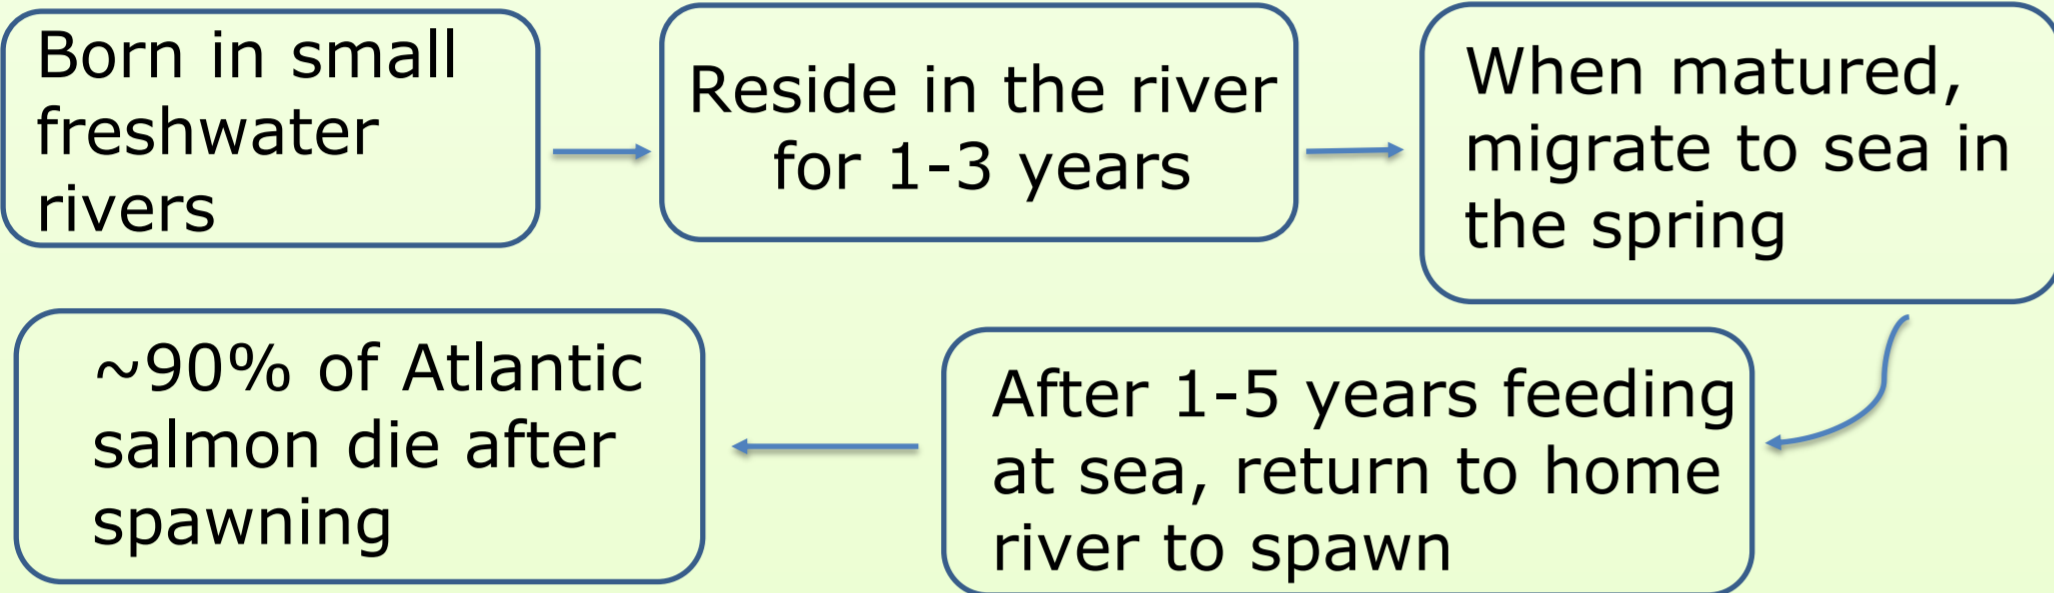 Born in small
freshwater
rivers
Reside in the river
for 1-3 years
When matured,
migrate to sea in
the spring
After 1-5 years feeding
at sea, return to home
river to spawn
~90% of Atlantic
salmon die after
spawning